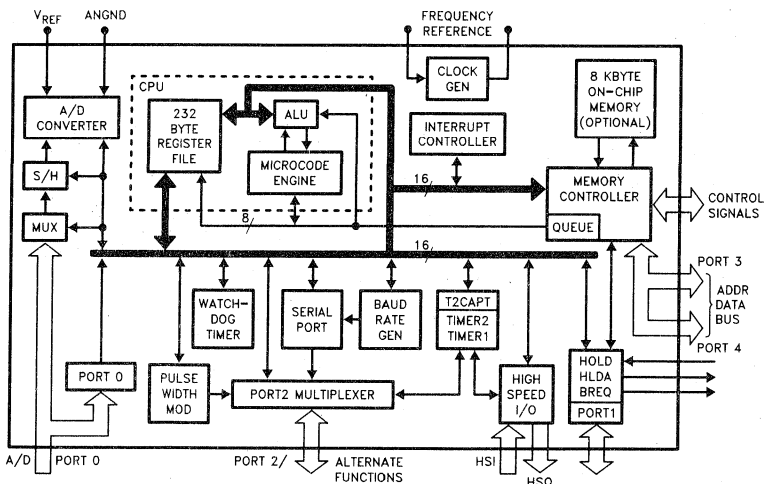 VREF
ANGND
FREQUENCY
REFERENCE
CPU
CLOCK
GEN
8 KBYTE
ON-CHIP
MEMORY
(OPTIONAL)
A/D
CONVERTER
232
BYTE
REGISTER
FILE
ALU
INTERRUPT
CONTROLLER
MICROCODE
ENGINE
S/H
MUX
16
8
MEMORY
CONTROLLER
QUEUE
CONTROL
SIGNALS
16
PORT 3
ADDR
DATA
BUS
PORT 4
WATCH-
DOG
TIMER
SERIAL
PORT
BAUD
RATE
GEN
T2CAPT
TIMER2
TIMER1
PORT 0
PULSE
WIDTH
MOD
PORT2 MULTIPLEXER
HIGH
SPEED
I/O
HOLD
HLDA
BREQ
PORT1
A/D
PORT 0
PORT 2/
ALTERNATE
FUNCTIONS
HSI
HSO